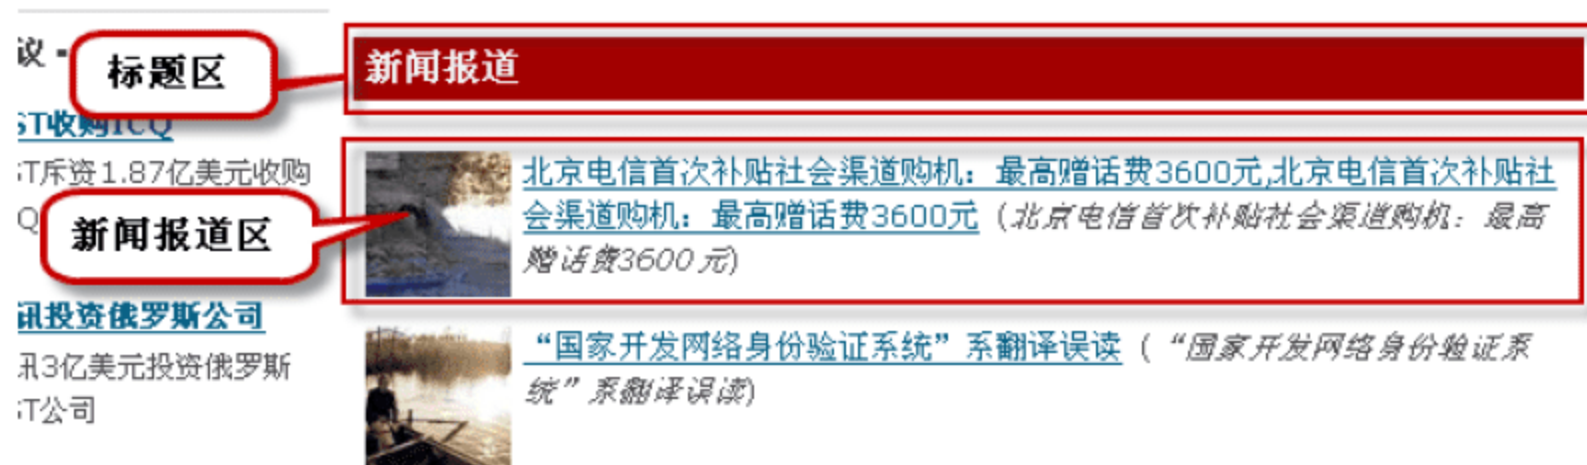 议
标题区
新闻报道
ST收购ICQ
ST斥资1.87亿美元收购
Q
新闻报道区
讯投资俄罗斯公司
讯3亿美元投资俄罗斯
ST公司
北京电信首次补贴社会渠道购机：最高赠话费3600元,北京电信首次补贴社
会渠道购机：最高赠话费3600元（北京电信首次补贴社会渠道购机：最高
赠话费3600元)
“国家开发网络身份验证系统”系翻译误读（“国家开发网络身份验证系
统”系翻译误读)